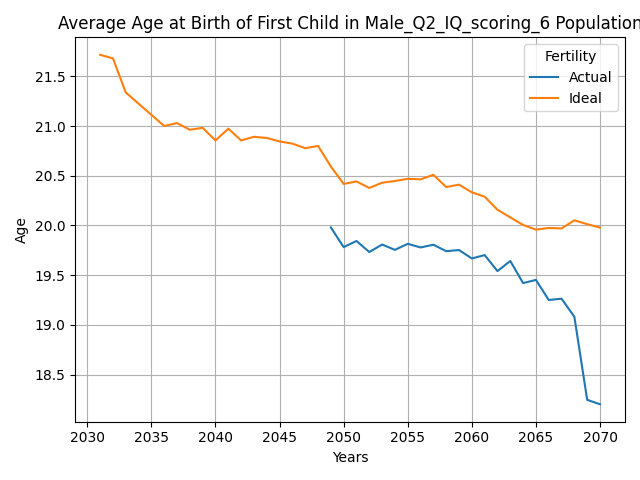 Average Age at Birth of First Child in Male_Q2_IQ_scoring_6 Population
Fertility
Actual
Ideal
21.5
21.0
20.5
20.0
19.5
19.0
18.5
Age
2030 2035 2040 2045 2050 2055 2060 2065 2070
Years